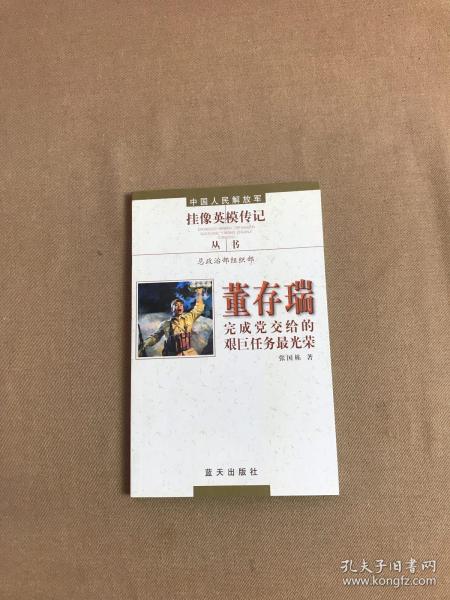 中国人民解放军
挂像英模传记
丛书
总政治部组织部
董存瑞
完成党交给的
艰巨任务最光荣
张国栋 著
蓝天出版社
孔夫子旧书网
www.kongfz.com